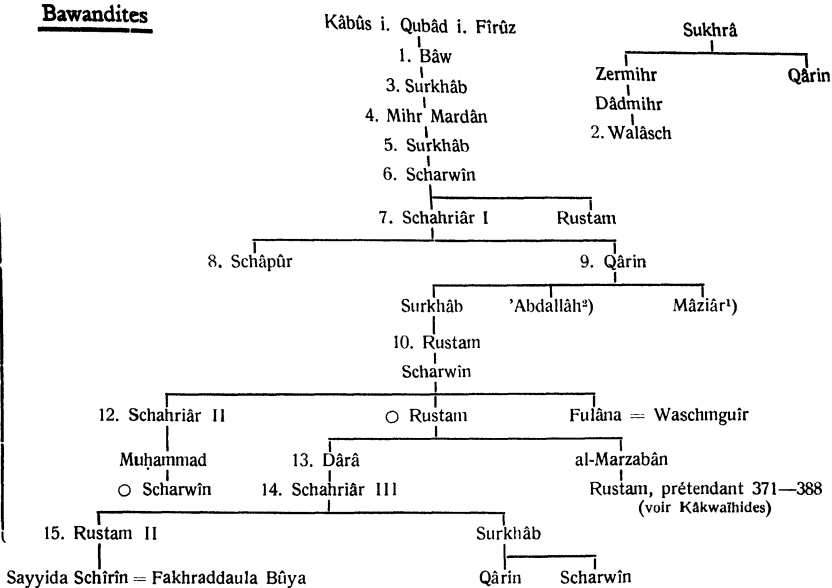 Bawandites
Kâbûs i. Qubâd i. Fîrûz
Sukhrâ
1. Bâw
Zermihr Qârin
3. Surkhâb
Dâdmihr
4. Mihr Mardân
2. Walâsch
5. Surkhâb
6. Scharwîn
7. Schahriâr I Rustam
8. Schâpûr 9. Qârin
Surkhâb 'Abdallâh²) Mâziâr¹)
10. Rustam
Scharwîn
12. Schahriâr II ○ Rustam Fulâna = Waschmguîr
Muḥammad 13. Dârâ al-Marzabân
○ Scharwîn 14. Schahriâr III Rustam, prétendant 371—388
(voir Kâkwaïhides)
15. Rustam II Surkhâb
Sayyida Schîrîn = Fakhraddaula Bûya Qârin Scharwîn